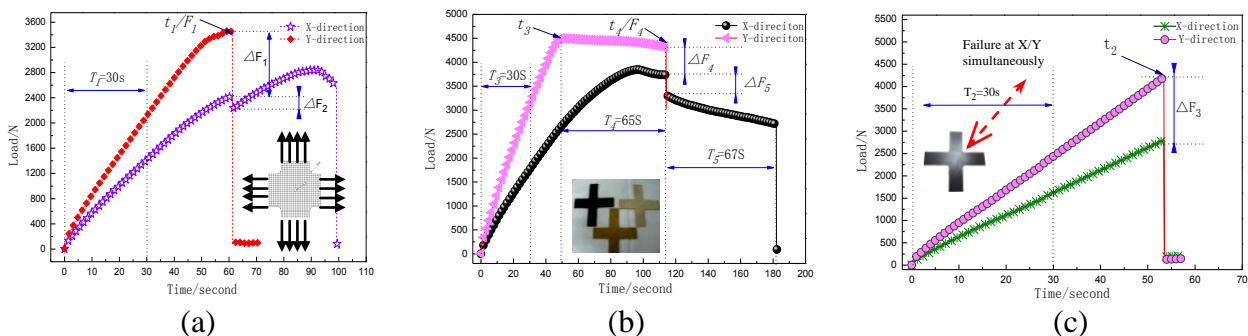 3600
3200
2800
2400
2000
1600
1200
800
400
0
Load/N
t1/F1
X-direction
Y-direction
△F1
△F2
T1=30s
0 10 20 30 40 50 60 70 80 90 100 110
Time/second
(a)
5000
4500
4000
3500
3000
2500
2000
1500
1000
500
0
Load/N
t3
t4/F4
X-direciton
Y-direciton
△F4
△F5
T3=30S
T4=65S
T5=67S
0 20 40 60 80 100 120 140 160 180 200
Time/second
(b)
5500
5000
4500
4000
3500
3000
2500
2000
1500
1000
500
0
Load/N
X-direction
Y-directon
Failure at X/Y
simultaneously
t2
T2=30s
△F3
0 10 20 30 40 50 60 70
Time/second
(c)